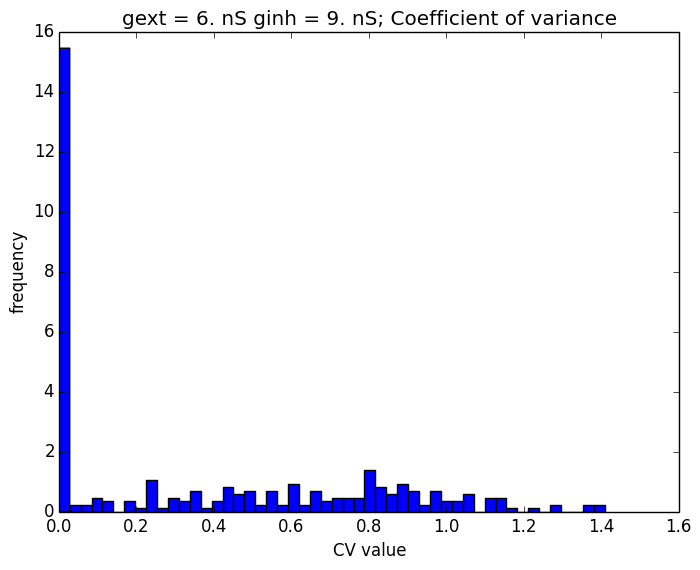 gext = 6. nS ginh = 9. nS; Coefficient of variance
16
14
12
10
8
6
4
2
0
frequency
0.0 0.2 0.4 0.6 0.8 1.0 1.2 1.4 1.6
CV value